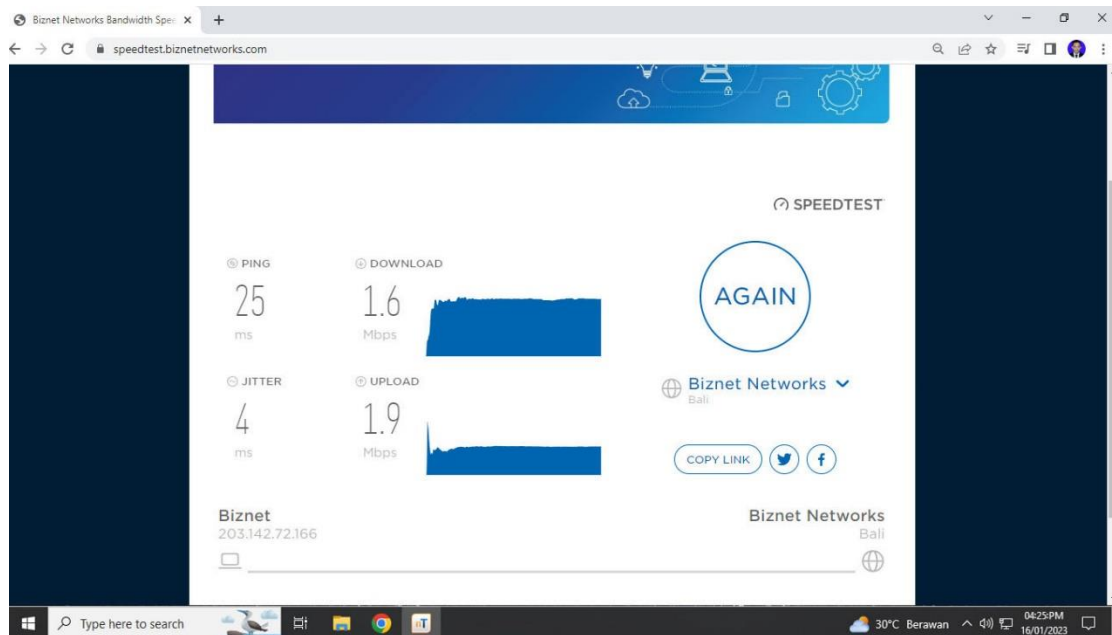 Biznet Networks Bandwidth Spe
speedtest.biznetnetworks.com
SPEEDTEST
PING
25
ms
DOWNLOAD
1.6
Mbps
AGAIN
JITTER
4
ms
UPLOAD
1.9
Mbps
Biznet Networks
Bali
COPY LINK
Biznet
203.142.72.166
Biznet Networks
Bali
Type here to search
nT
30°C Berawan
04:25PM
16/01/2023